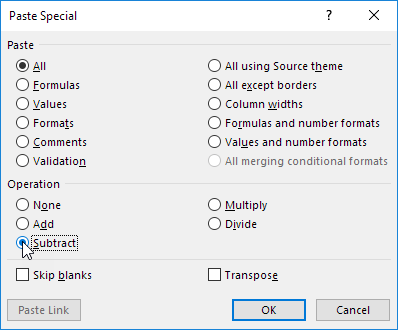 Paste Special
Paste
All
All using Source theme
Formulas
All except borders
Values
Column widths
Formats
Formulas and number formats
Comments
Values and number formats
Validation
All merging conditional formats
Operation
None
Multiply
Add
Divide
Subtract
Skip blanks
Transpose
Paste Link
OK
Cancel